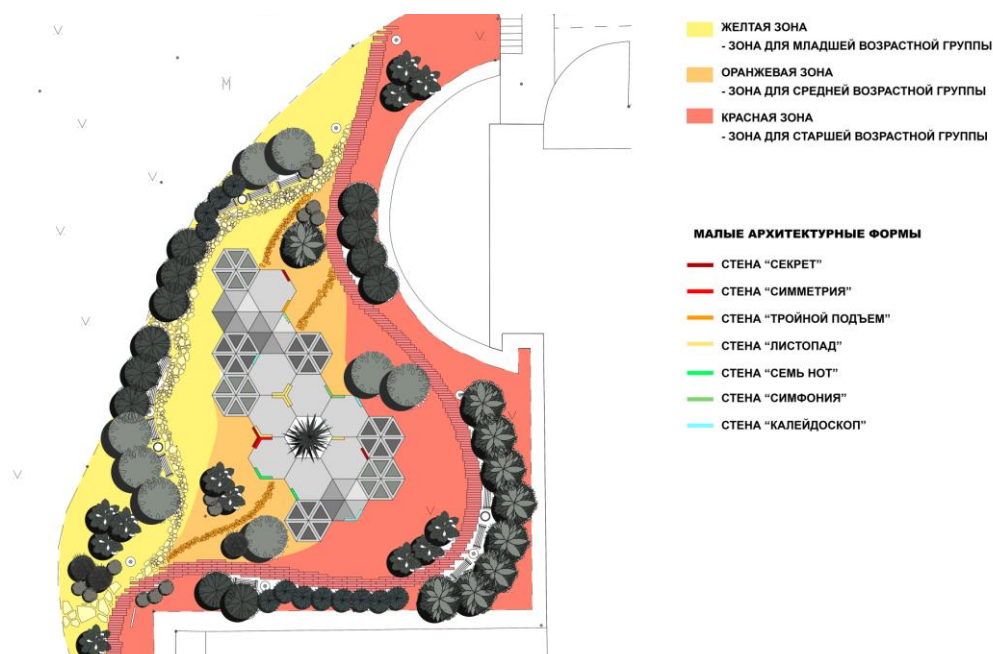 ЖЕЛТАЯ ЗОНА
- ЗОНА ДЛЯ МЛАДШЕЙ ВОЗРАСТНОЙ ГРУППЫ
ОРАНЖЕВАЯ ЗОНА
- ЗОНА ДЛЯ СРЕДНЕЙ ВОЗРАСТНОЙ ГРУППЫ
КРАСНАЯ ЗОНА
- ЗОНА ДЛЯ СТАРШЕЙ ВОЗРАСТНОЙ ГРУППЫ
МАЛЫЕ АРХИТЕКТУРНЫЕ ФОРМЫ
СТЕНА “СЕКРЕТ”
СТЕНА “СИММЕТРИЯ”
СТЕНА “ТРОЙНОЙ ПОДЪЕМ”
СТЕНА “ЛИСТОПАД”
СТЕНА “СЕМЬ НОТ”
СТЕНА “СИМФОНИЯ”
СТЕНА “КАЛЕЙДОСКОП”
М